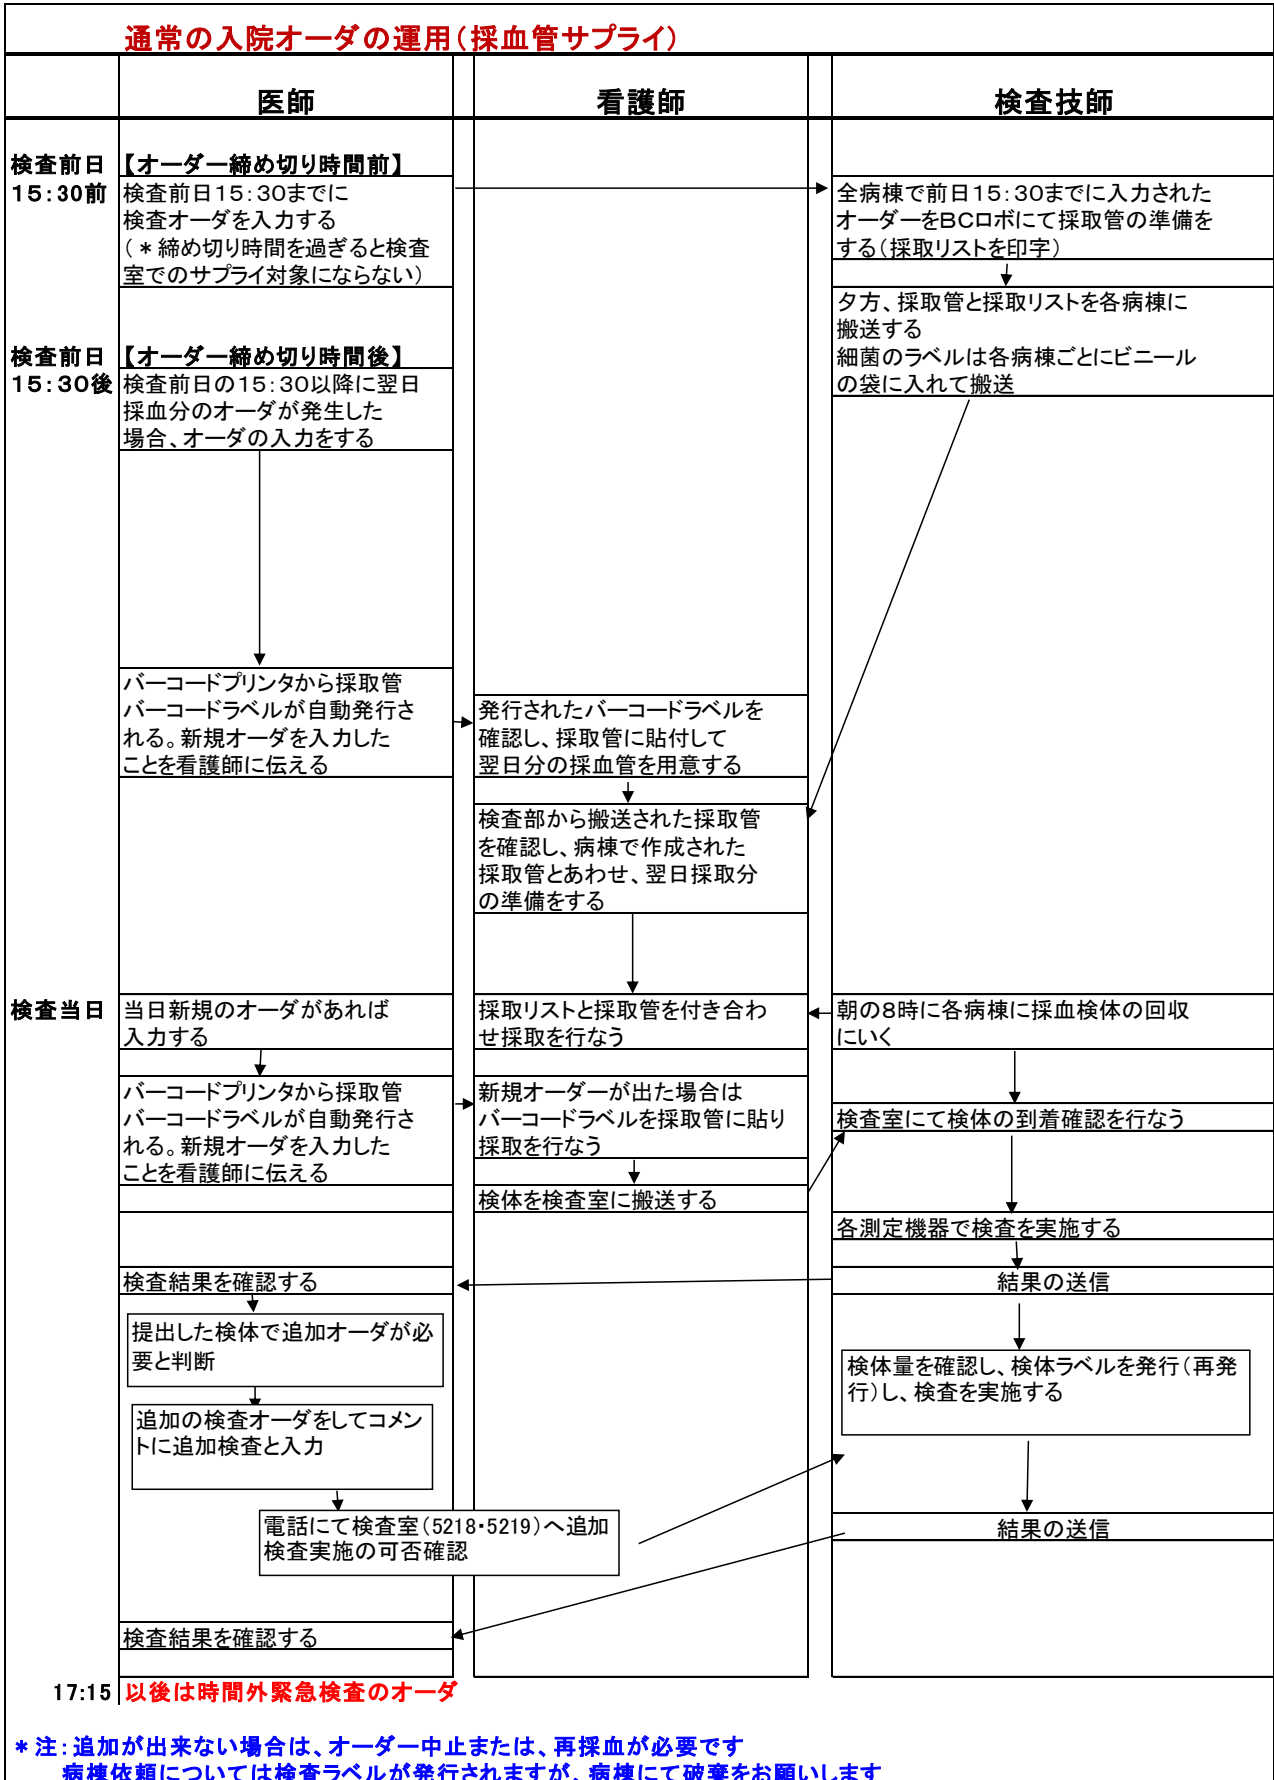 通常の入院オーダの運用(採血管サプライ)
医師
看護師
検査技師
検査前日
【オーダー締め切り時間前】
15:30前
検査前日15:30までに
検査オーダを入力する
(*締め切り時間を過ぎると検査
室でのサプライ対象にならない)
全病棟で前日15:30までに入力された
オーダーをBCロボにて採取管の準備を
する(採取リストを印字)
夕方、採取管と採取リストを各病棟に
搬送する
細菌のラベルは各病棟ごとにビニール
の袋に入れて搬送
検査前日
【オーダー締め切り時間後】
15:30後
検査前日の15:30以降に翌日
採血分のオーダが発生した
場合、オーダの入力をする
バーコードプリンタから採取管
バーコードラベルが自動発行さ
れる。新規オーダを入力した
ことを看護師に伝える
発行されたバーコードラベルを
確認し、採取管に貼付して
翌日分の採血管を用意する
検査部から搬送された採取管
を確認し、病棟で作成された
採取管とあわせ、翌日採取分
の準備をする
検査当日
当日新規のオーダがあれば
入力する
採取リストと採取管を付き合わ
せ採取を行なう
朝の8時に各病棟に採血検体の回収
にいく
バーコードプリンタから採取管
バーコードラベルが自動発行さ
れる。新規オーダを入力した
ことを看護師に伝える
新規オーダーが出た場合は
バーコードラベルを採取管に貼り
採取を行なう
検体を検査室に搬送する
検査室にて検体の到着確認を行なう
各測定機器で検査を実施する
結果の送信
検査結果を確認する
提出した検体で追加オーダが必
要と判断
追加の検査オーダをしてコメン
トに追加検査と入力
電話にて検査室(5218・5219)へ追加
検査実施の可否確認
検体量を確認し、検体ラベルを発行(再発
行)し、検査を実施する
結果の送信
検査結果を確認する
17:15
以後は時間外緊急検査のオーダ
*注:追加が出来ない場合は、オーダー中止または、再採血が必要です
病棟依頼については検査ラベルが発行されますが、病棟にて破棄をお願いします